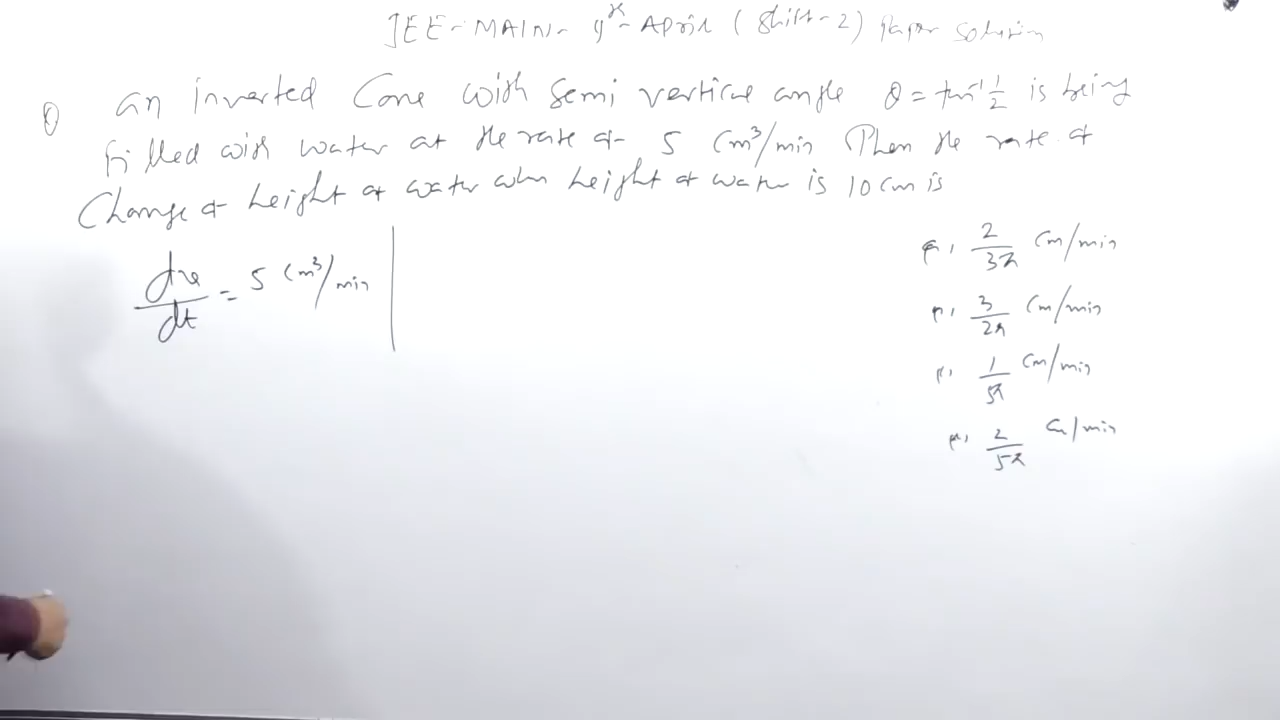 JEE-MAIN- 9th April (Shift-2) Paper Solution
Q an inverted Cone with Semi vertical angle θ = tan⁻¹ 1/2 is being
filled with water at the rate of 5 Cm³/min Then the rate of
Change of height of water when height of water is 10 Cm is
dv/dt = 5 Cm³/min
2/3π Cm/min
3/2π Cm/min
1/5π Cm/min
2/5π Cm/min